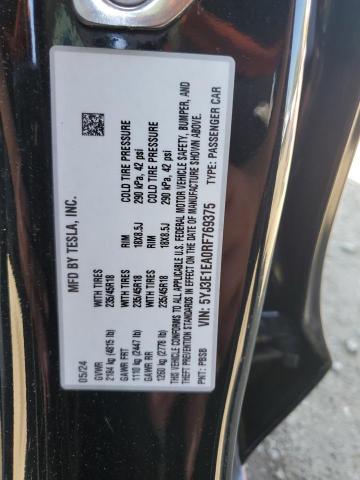 MFD BY TESLA, INC.
05/24
GVWR
2184 kg (4815 lb)
WITH TIRES
RIM
COLD TIRE PRESSURE
GAWR FRT
1110 kg (2447 lb)
235/45R18
18X8.5J
290 kPa, 42 psi
GAWR RR
WITH TIRES
RIM
COLD TIRE PRESSURE
1260 kg (2778 lb)
235/45R18
18X8.5J
290 kPa, 42 psi
THIS VEHICLE CONFORMS TO ALL APPLICABLE U.S. FEDERAL MOTOR VEHICLE SAFETY, BUMPER, AND
THEFT PREVENTION STANDARDS IN EFFECT ON THE DATE OF MANUFACTURE SHOWN ABOVE.
PNT: PBSB
VIN: 5YJ3E1EA0RF769375
TYPE: PASSENGER CAR